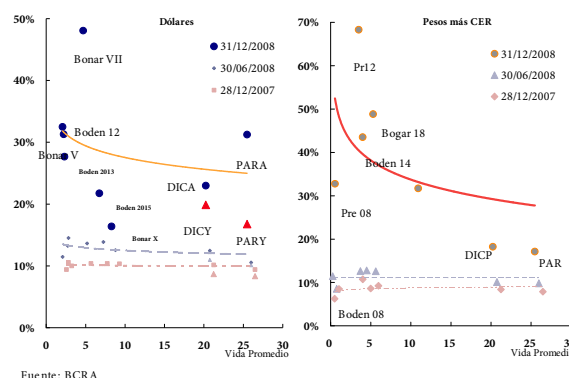 Dólares
50%
40%
30%
20%
10%
0%
0
5
10
15
20
25
30
Vida Promedio
31/12/2008
30/06/2008
28/12/2007
Bonar VII
Boden 12
Bonar V
Boden 2013
Boden 2015
Bonar X
DICA
PARA
DICY
PARY
Pesos más CER
70%
60%
50%
40%
30%
20%
10%
0%
0
5
10
15
20
25
30
Vida Promed
31/12/2008
30/06/2008
28/12/2007
Pr12
Bogar 18
Boden 14
Pre 08
DICP
PAR
Boden 08
Fuente: BCRA